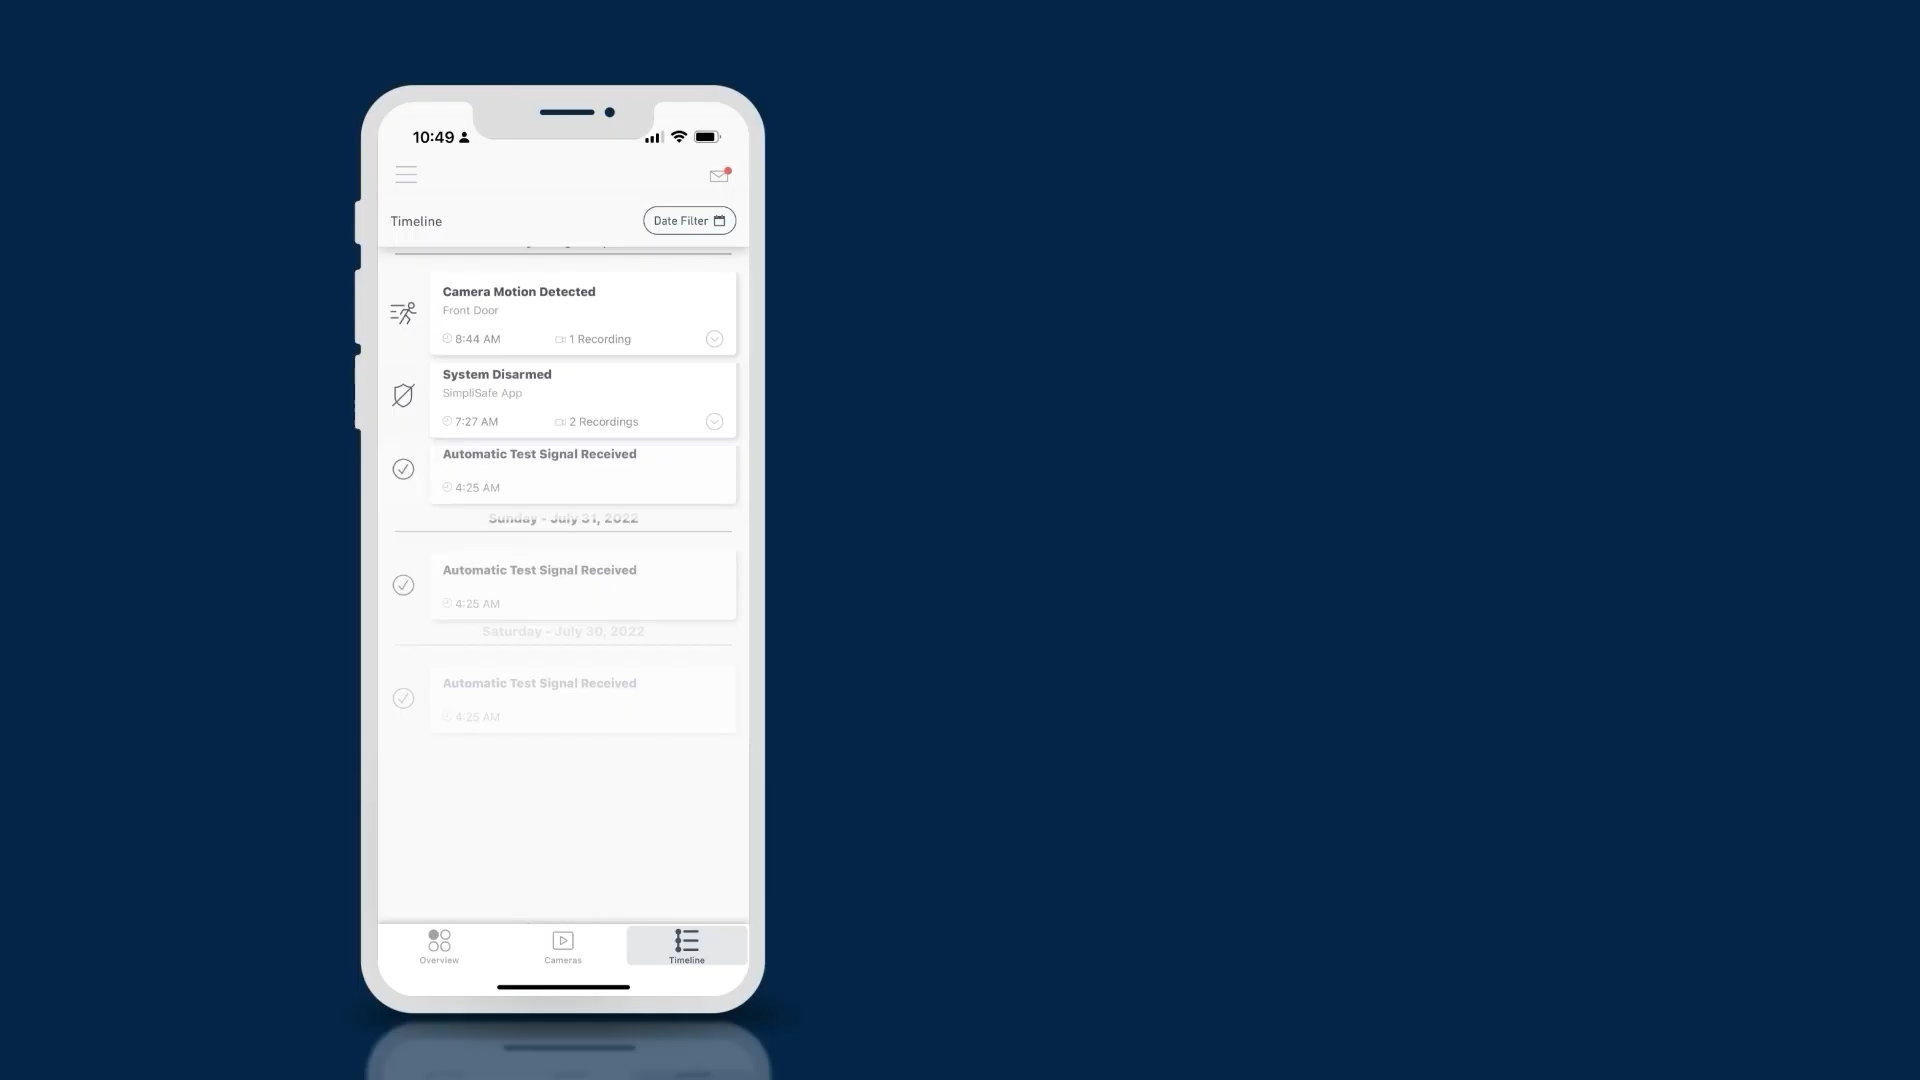 10:49
Timeline
Date Filter
Camera Motion Detected
Front Door
8:44 AM
1 Recording
System Disarmed
SimpliSafe App
7:27 AM
2 Recordings
Automatic Test Signal Received
4:25 AM
Sunday - July 31, 2022
Automatic Test Signal Received
4:25 AM
Saturday - July 30, 2022
Automatic Test Signal Received
4:25 AM
Overview
Cameras
Timeline